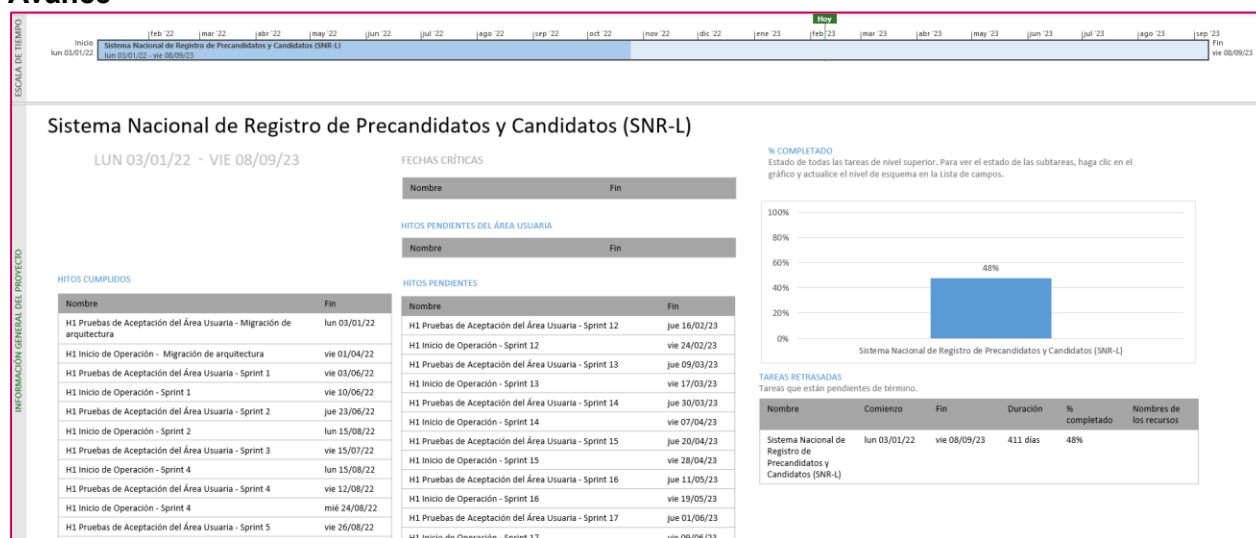 Avance
ESCALA DE TIEMPO
Hoy
feb '22 mar '22 abr '22 may '22 jun '22 jul '22 ago '22 sep '22 oct '22 nov '22 dic '22 ene '23 feb '23 mar '23 abr '23 may '23 jun '23 jul '23 ago '23 sep '23
Inicio
lun 03/01/22
Sistema Nacional de Registro de Precandidatos y Candidatos (SNR-L)
lun 03/01/22 - vie 08/09/23
Fin
vie 08/09/23
INFORMACIÓN GENERAL DEL PROYECTO
Sistema Nacional de Registro de Precandidatos y Candidatos (SNR-L)
LUN 03/01/22 - VIE 08/09/23
HITOS CUMPLIDOS
Nombre Fin
H1 Pruebas de Aceptación del Área Usuaria - Migración de lun 03/01/22
arquitectura
H1 Inicio de Operación - Migración de arquitectura vie 01/04/22
H1 Pruebas de Aceptación del Área Usuaria - Sprint 1 vie 03/06/22
H1 Inicio de Operación - Sprint 1 vie 10/06/22
H1 Pruebas de Aceptación del Área Usuaria - Sprint 2 jue 23/06/22
H1 Inicio de Operación - Sprint 2 lun 15/08/22
H1 Pruebas de Aceptación del Área Usuaria - Sprint 3 vie 15/07/22
H1 Inicio de Operación - Sprint 4 lun 15/08/22
H1 Pruebas de Aceptación del Área Usuaria - Sprint 4 vie 12/08/22
H1 Inicio de Operación - Sprint 4 mié 24/08/22
H1 Pruebas de Aceptación del Área Usuaria - Sprint 5 vie 26/08/22
FECHAS CRÍTICAS
Nombre Fin
HITOS PENDIENTES DEL ÁREA USUARIA
Nombre Fin
HITOS PENDIENTES
Nombre Fin
H1 Pruebas de Aceptación del Área Usuaria - Sprint 12 jue 16/02/23
H1 Inicio de Operación - Sprint 12 vie 24/02/23
H1 Pruebas de Aceptación del Área Usuaria - Sprint 13 jue 09/03/23
H1 Inicio de Operación - Sprint 13 vie 17/03/23
H1 Pruebas de Aceptación del Área Usuaria - Sprint 14 jue 30/03/23
H1 Inicio de Operación - Sprint 14 vie 07/04/23
H1 Pruebas de Aceptación del Área Usuaria - Sprint 15 jue 20/04/23
H1 Inicio de Operación - Sprint 15 vie 28/04/23
H1 Pruebas de Aceptación del Área Usuaria - Sprint 16 jue 11/05/23
H1 Inicio de Operación - Sprint 16 vie 19/05/23
H1 Pruebas de Aceptación del Área Usuaria - Sprint 17 jue 01/06/23
H1 Inicio de Operación - Sprint 17 vie 09/06/23
% COMPLETADO
Estado de todas las tareas de nivel superior. Para ver el estado de las subtareas, haga clic en el
gráfico y actualice el nivel de esquema en la Lista de campos.
100%
80%
60%
40%
20%
0%
48%
Sistema Nacional de Registro de Precandidatos y Candidatos (SNR-L)
TAREAS RETRASADAS
Tareas que están pendientes de término.
Nombre Comienzo Fin Duración % Nombres de
completado los recursos
Sistema Nacional de lun 03/01/22 vie 08/09/23 411 días 48%
Registro de
Precandidatos y
Candidatos (SNR-L)